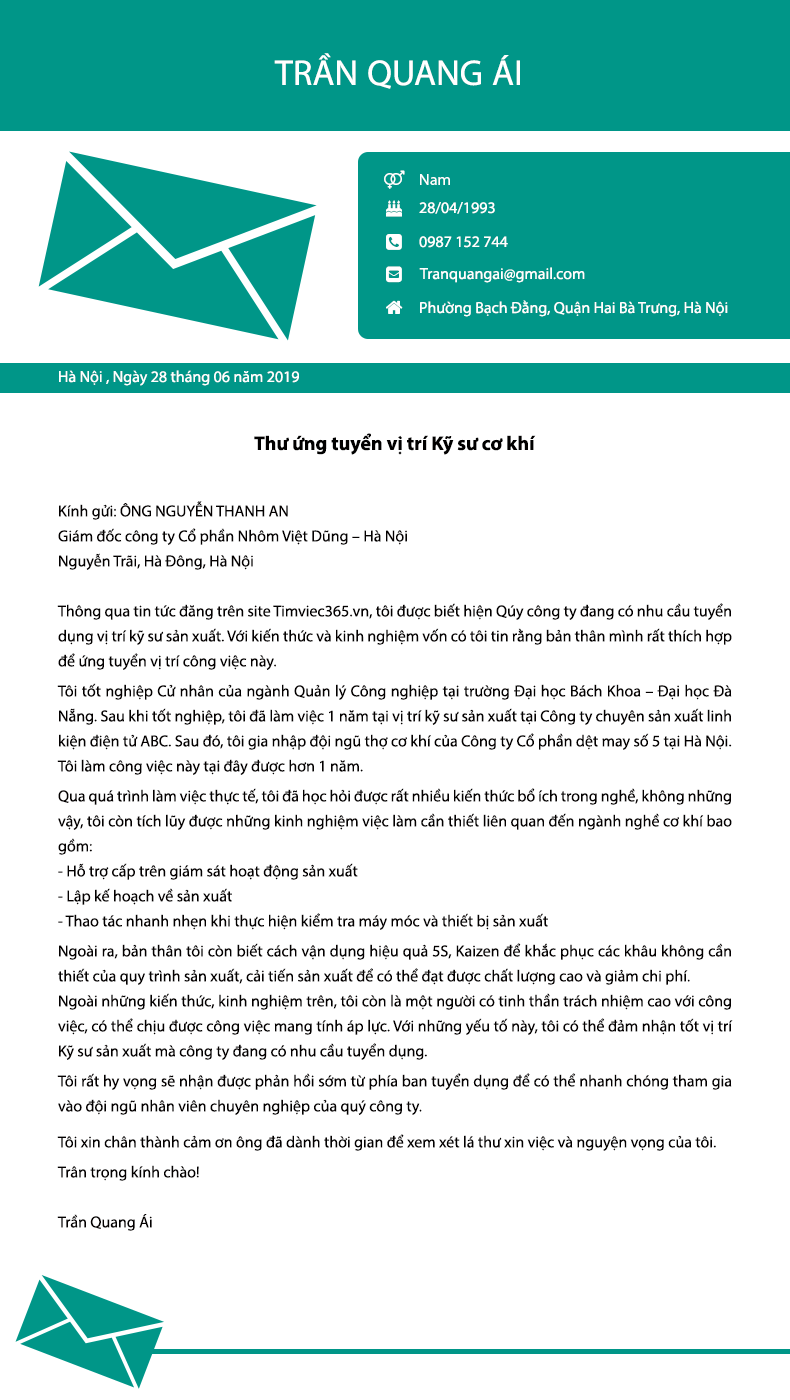 TRẦN QUANG ÁI
Nam
28/04/1993
0987 152 744
Tranquangai@gmail.com
Phường Bạch Đằng, Quận Hai Bà Trưng, Hà Nội
Hà Nội , Ngày 28 tháng 06 năm 2019
Thư ứng tuyển vị trí Kỹ sư cơ khí
Kính gửi: ÔNG NGUYỄN THANH AN
Giám đốc công ty Cổ phần Nhôm Việt Dũng – Hà Nội
Nguyễn Trãi, Hà Đông, Hà Nội
Thông qua tin tức đăng trên site Timviec365.vn, tôi được biết hiện Qúy công ty đang có nhu cầu tuyển
dụng vị trí kỹ sư sản xuất. Với kiến thức và kinh nghiệm vốn có tôi tin rằng bản thân mình rất thích hợp
để ứng tuyển vị trí công việc này.
Tôi tốt nghiệp Cử nhân của ngành Quản lý Công nghiệp tại trường Đại học Bách Khoa – Đại học Đà
Nẵng. Sau khi tốt nghiệp, tôi đã làm việc 1 năm tại vị trí kỹ sư sản xuất tại Công ty chuyên sản xuất linh
kiện điện tử ABC. Sau đó, tôi gia nhập đội ngũ thợ cơ khí của Công ty Cổ phần dệt may số 5 tại Hà Nội.
Tôi làm công việc này tại đây được hơn 1 năm.
Qua quá trình làm việc thực tế, tôi đã học hỏi được rất nhiều kiến thức bổ ích trong nghề, không những
vậy, tôi còn tích lũy được những kinh nghiệm việc làm cần thiết liên quan đến ngành nghề cơ khí bao
gồm:
- Hỗ trợ cấp trên giám sát hoạt động sản xuất
- Lập kế hoạch về sản xuất
- Thao tác nhanh nhẹn khi thực hiện kiểm tra máy móc và thiết bị sản xuất
Ngoài ra, bản thân tôi còn biết cách vận dụng hiệu quả 5S, Kaizen để khắc phục các khâu không cần
thiết của quy trình sản xuất, cải tiến sản xuất để có thể đạt được chất lượng cao và giảm chi phí.
Ngoài những kiến thức, kinh nghiệm trên, tôi còn là một người có tinh thần trách nhiệm cao với công
việc, có thể chịu được công việc mang tính áp lực. Với những yếu tố này, tôi có thể đảm nhận tốt vị trí
Kỹ sư sản xuất mà công ty đang có nhu cầu tuyển dụng.
Tôi rất hy vọng sẽ nhận được phản hồi sớm từ phía ban tuyển dụng để có thể nhanh chóng tham gia
vào đội ngũ nhân viên chuyên nghiệp của quý công ty.
Tôi xin chân thành cảm ơn ông đã dành thời gian để xem xét lá thư xin việc và nguyện vọng của tôi.
Trân trọng kính chào!
Trần Quang Ái